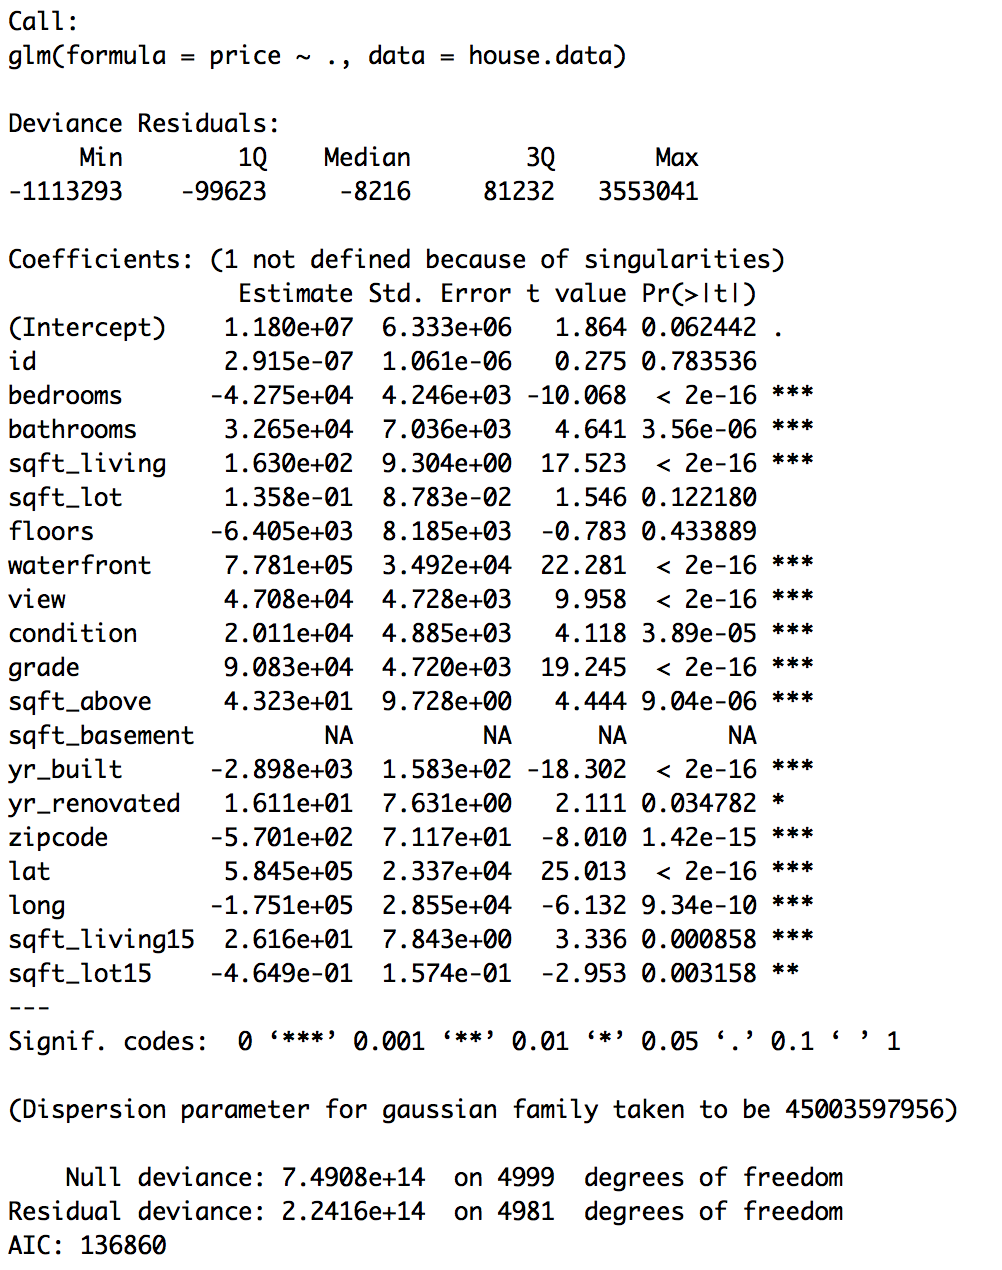 Call:
glm(formula = price ~ ., data = house.data)
Deviance Residuals:
Min 1Q Median 3Q Max
-1113293 -99623 -8216 81232 3553041
Coefficients: (1 not defined because of singularities)
Estimate Std. Error t value Pr(>|t|)
(Intercept) 1.180e+07 6.333e+06 1.864 0.062442 .
id 2.915e-07 1.061e-06 0.275 0.783536
bedrooms -4.275e+04 4.246e+03 -10.068 < 2e-16 ***
bathrooms 3.265e+04 7.036e+03 4.641 3.56e-06 ***
sqft_living 1.630e+02 9.304e+00 17.523 < 2e-16 ***
sqft_lot 1.358e-01 8.783e-02 1.546 0.122180
floors -6.405e+03 8.185e+03 -0.783 0.433889
waterfront 7.781e+05 3.492e+04 22.281 < 2e-16 ***
view 4.708e+04 4.728e+03 9.958 < 2e-16 ***
condition 2.011e+04 4.885e+03 4.118 3.89e-05 ***
grade 9.083e+04 4.720e+03 19.245 < 2e-16 ***
sqft_above 4.323e+01 9.728e+00 4.444 9.04e-06 ***
sqft_basement NA NA NA NA
yr_built -2.898e+03 1.583e+02 -18.302 < 2e-16 ***
yr_renovated 1.611e+01 7.631e+00 2.111 0.034782 *
zipcode -5.701e+02 7.117e+01 -8.010 1.42e-15 ***
lat 5.845e+05 2.337e+04 25.013 < 2e-16 ***
long -1.751e+05 2.855e+04 -6.132 9.34e-10 ***
sqft_living15 2.616e+01 7.843e+00 3.336 0.000858 ***
sqft_lot15 -4.649e-01 1.574e-01 -2.953 0.003158 **
---
Signif. codes: 0 ‘***’ 0.001 ‘**’ 0.01 ‘*’ 0.05 ‘.’ 0.1 ‘ ’ 1
(Dispersion parameter for gaussian family taken to be 45003597956)
Null deviance: 7.4908e+14 on 4999 degrees of freedom
Residual deviance: 2.2416e+14 on 4981 degrees of freedom
AIC: 136860